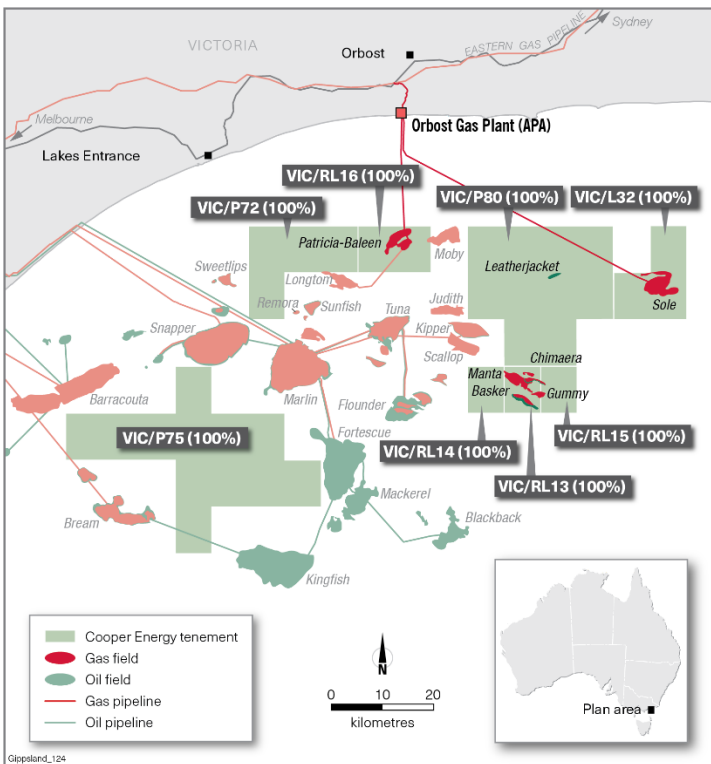 Sydney
VICTORIA
Orbost
EASTERN GAS PIPELINE
Melbourne
Orbost Gas Plant (APA)
Lakes Entrance
VIC/RL16 (100%)
VIC/P72 (100%)
VIC/P80 (100%)
VIC/L32 (100%)
Patricia-Baleen
Moby
Leatherjacket
Sweetlips
Longtom
Sole
Remora
Sunfish
Tuna
Judith
Snapper
Kipper
Scallop
Chimaera
Manta
Barracouta
Marlin
Basker
Gummy
Flounder
VIC/P75 (100%)
Fortescue
VIC/RL15 (100%)
VIC/RL14 (100%)
VIC/RL13 (100%)
Mackerel
Bream
Blackback
Kingfish
Cooper Energy tenement
Gas field
Oil field
Gas pipeline
Oil pipeline
N
0 10 20
kilometres
Plan area
Gippsland_124